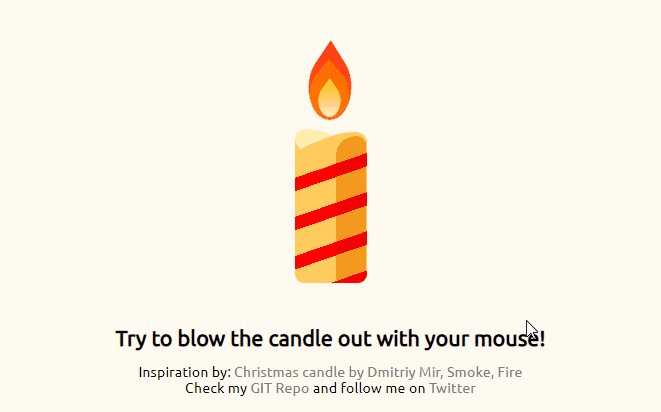 Try to blow the candle out with your mouse!
Inspiration by: Christmas candle by Dmitriy Mir, Smoke, Fire
Check my GIT Repo and follow me on Twitter